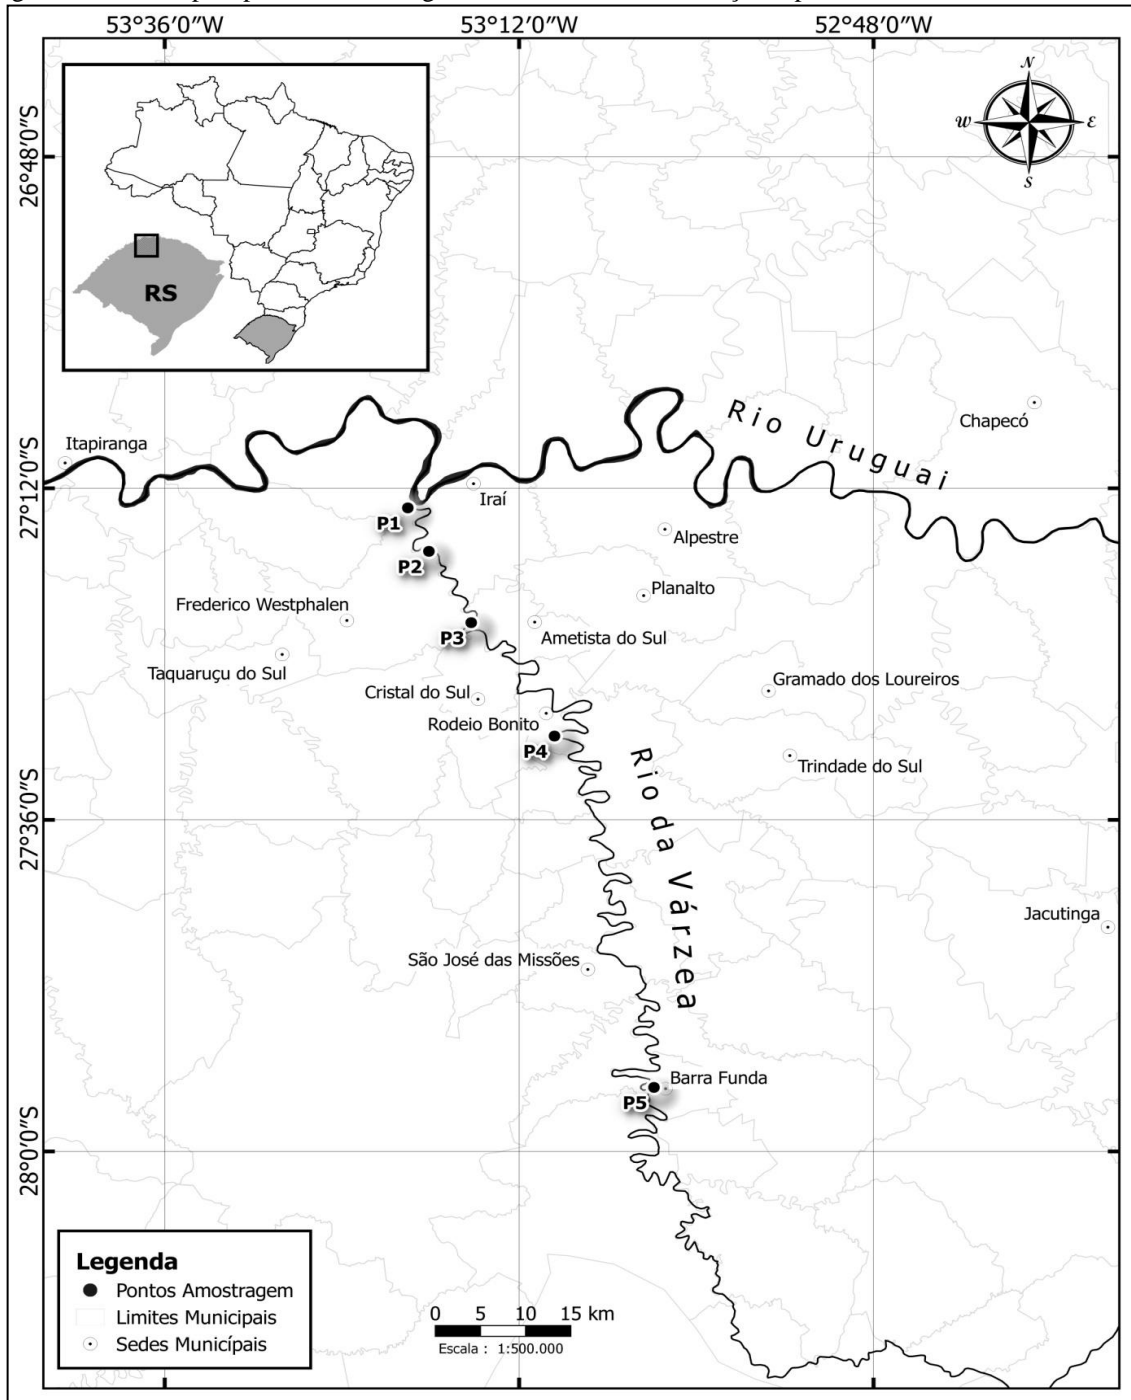 53°36′0″W
53°12′0″W
52°48′0″W
26°48′0″S
27°12′0″S
27°36′0″S
28°0′0″S
N
W
E
S
RS
Rio Uruguai
Chapecó
Itapiranga
Iraí
P1
Alpestre
P2
Planalto
Frederico Westphalen
P3
Ametista do Sul
Taquaruçu do Sul
Gramado dos Loureiros
Cristal do Sul
Rodeio Bonito
P4
Trindade do Sul
Rio da Várzea
Jacutinga
São José das Missões
Barra Funda
P5
Legenda
Pontos Amostragem
Limites Municipais
Sedes Municípais
0 5 10 15 km
Escala : 1:500.000